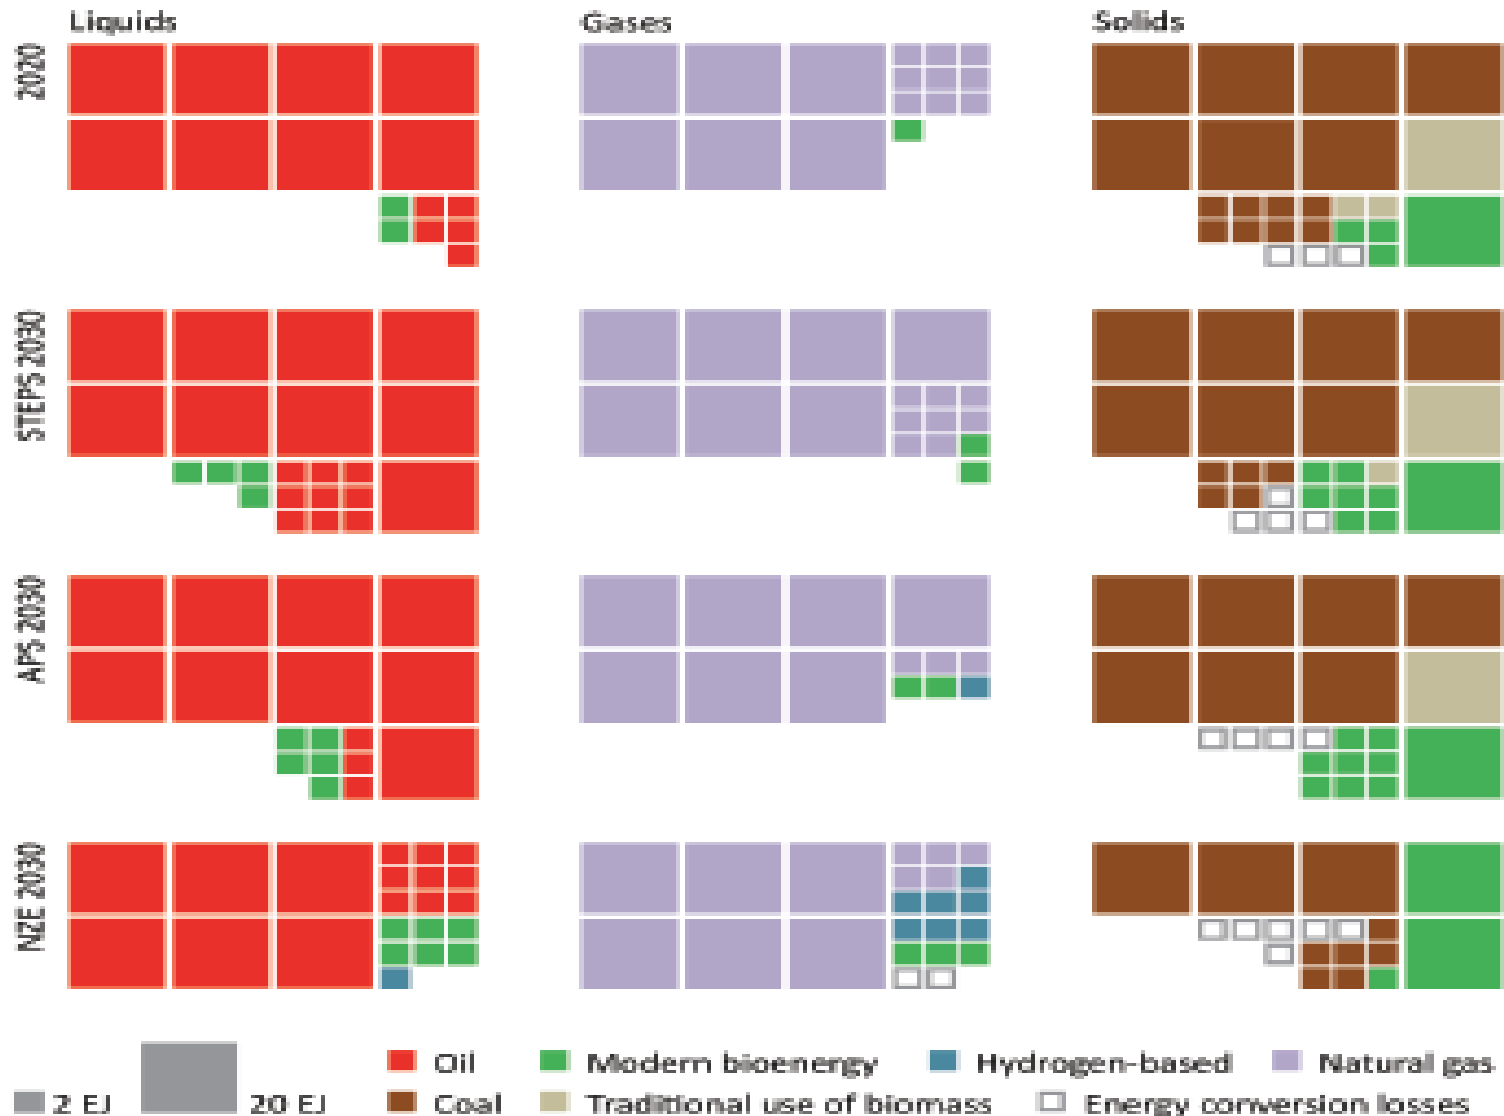 Liquids Gases Solids
2020
STEPS 2030
APS 2030
NZE 2030
Oil Modern bioenergy Hydrogen-based Natural gas
2 EJ 20 EJ Coal Traditional use of biomass Energy conversion losses